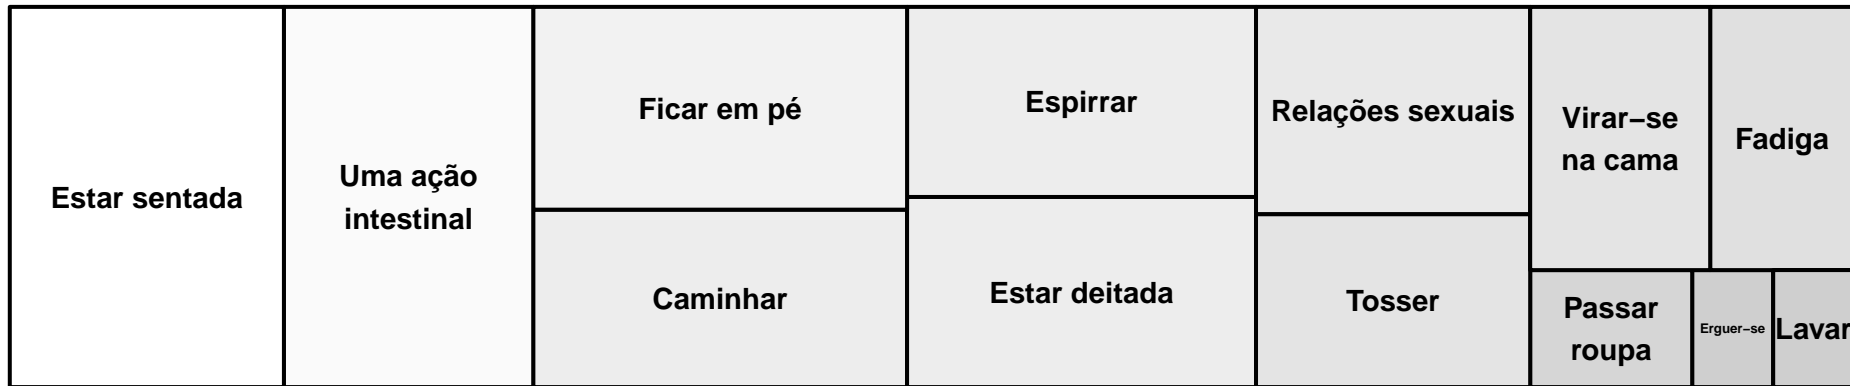 Estar sentada
Uma ação
intestinal
Ficar em pé
Caminhar
Espirrar
Estar deitada
Relações sexuais
Tosser
Virar−se
na cama
Fadiga
Passar
roupa
Erguer−se
Lavar